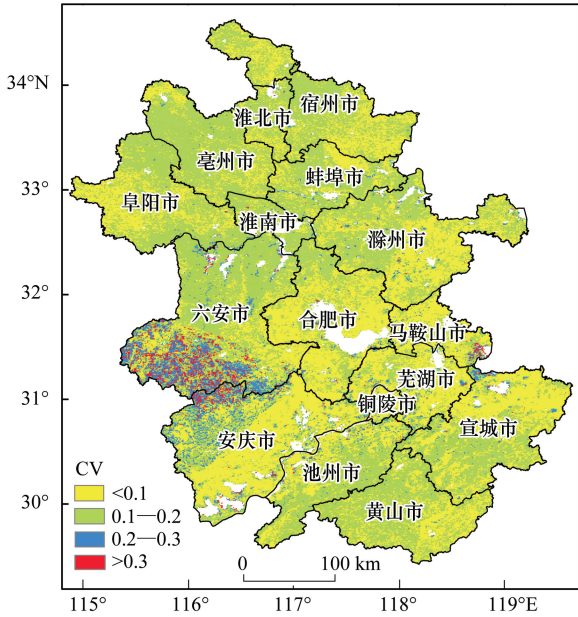 34°N
33°
32°
31°
30°
宿州市
淮北市
亳州市
蚌埠市
阜阳市
淮南市
滁州市
六安市
合肥市
马鞍山市
芜湖市
铜陵市
宣城市
安庆市
池州市
黄山市
CV
<0.1
0.1—0.2
0.2—0.3
>0.3
0 100 km
115° 116° 117° 118° 119°E